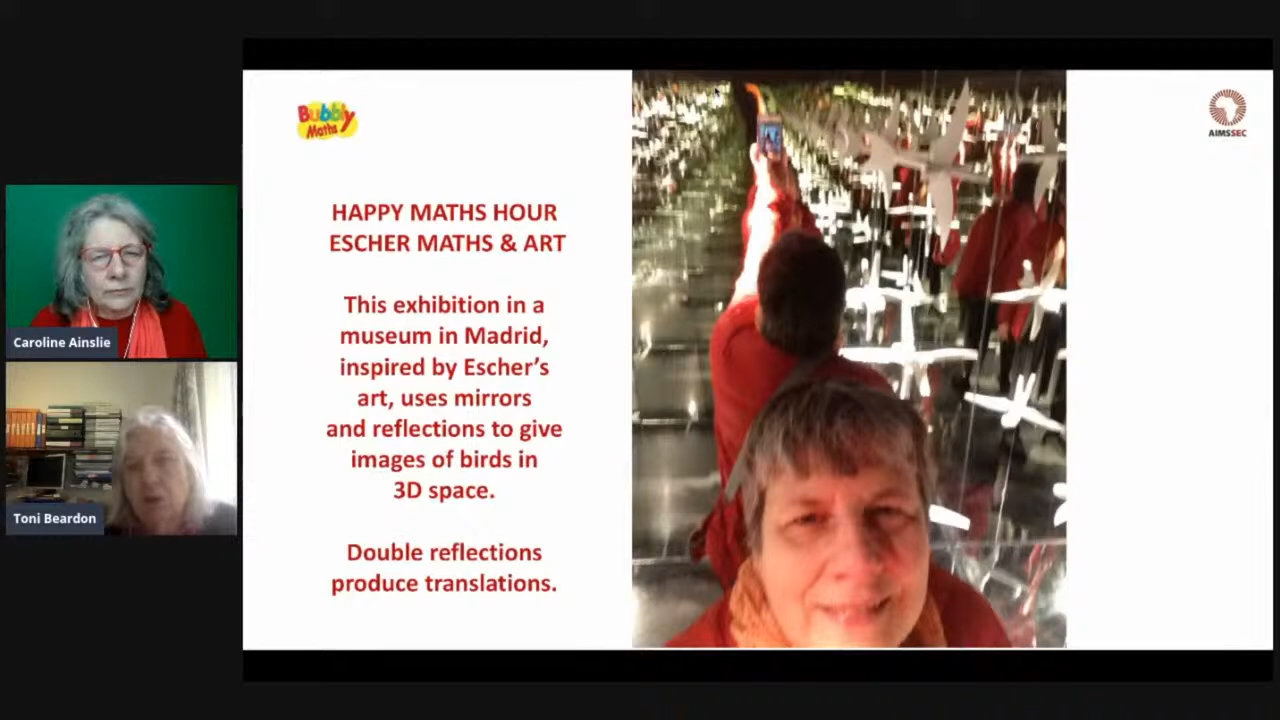 Bubbly
Maths
AIMSSEC
HAPPY MATHS HOUR
ESCHER MATHS & ART
This exhibition in a
museum in Madrid,
inspired by Escher’s
art, uses mirrors
and reflections to give
images of birds in
3D space.
Double reflections
produce translations.
Caroline Ainslie
Toni Beardon